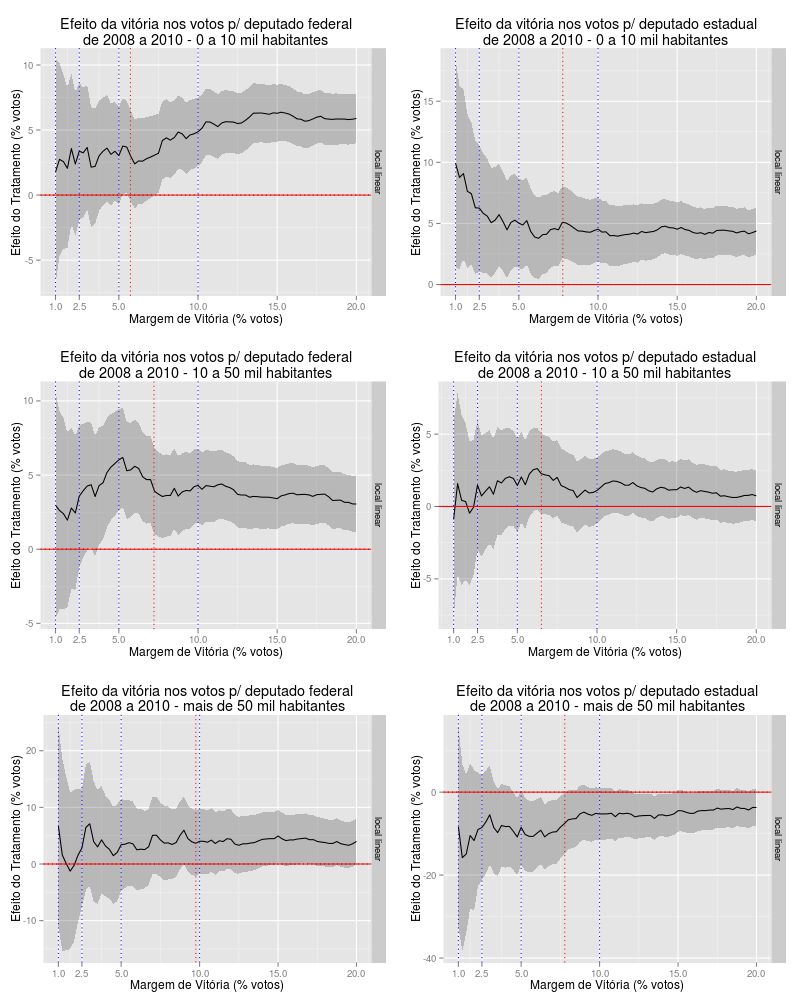 Efeito da vitória nos votos p/ deputado federal
de 2008 a 2010 - 0 a 10 mil habitantes
Efeito do Tratamento (% votos)
10
5
0
-5
local linear
1.0 2.5 5.0 10.0 15.0 20.0
Margem de Vitória (% votos)
Efeito da vitória nos votos p/ deputado estadual
de 2008 a 2010 - 0 a 10 mil habitantes
Efeito do Tratamento (% votos)
15
10
5
0
local linear
1.0 2.5 5.0 10.0 15.0 20.0
Margem de Vitória (% votos)
Efeito da vitória nos votos p/ deputado federal
de 2008 a 2010 - 10 a 50 mil habitantes
Efeito do Tratamento (% votos)
10
5
0
-5
local linear
1.0 2.5 5.0 10.0 15.0 20.0
Margem de Vitória (% votos)
Efeito da vitória nos votos p/ deputado estadual
de 2008 a 2010 - 10 a 50 mil habitantes
Efeito do Tratamento (% votos)
5
0
-5
local linear
1.0 2.5 5.0 10.0 15.0 20.0
Margem de Vitória (% votos)
Efeito da vitória nos votos p/ deputado federal
de 2008 a 2010 - mais de 50 mil habitantes
Efeito do Tratamento (% votos)
20
10
0
-10
local linear
1.0 2.5 5.0 10.0 15.0 20.0
Margem de Vitória (% votos)
Efeito da vitória nos votos p/ deputado estadual
de 2008 a 2010 - mais de 50 mil habitantes
Efeito do Tratamento (% votos)
0
-20
-40
local linear
1.0 2.5 5.0 10.0 15.0 20.0
Margem de Vitória (% votos)